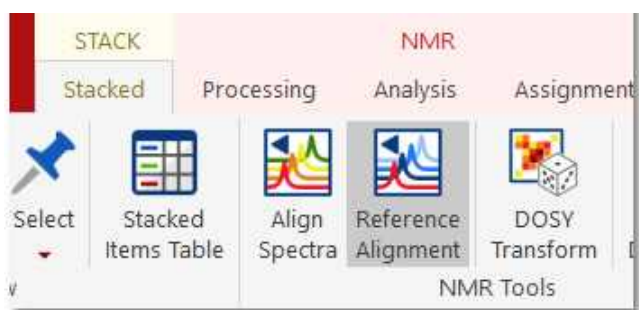 STACK NMR
Stacked Processing Analysis Assignment
Select Stacked Align Reference DOSY
Items Table Spectra Alignment Transform
NMR Tools